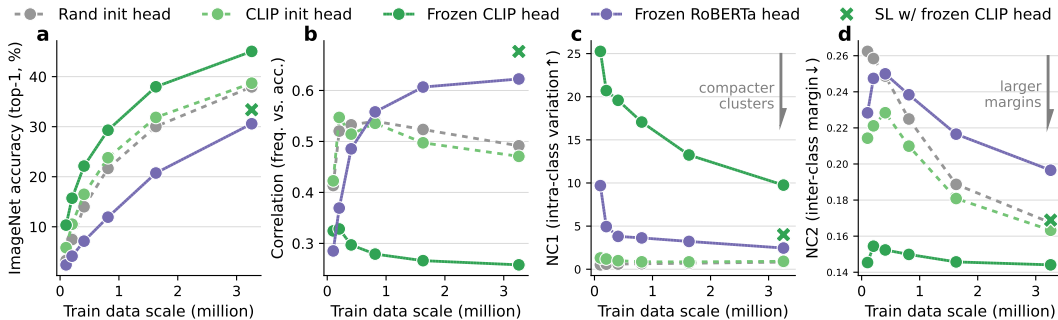 Rand init head
CLIP init head
Frozen CLIP head
Frozen RoBERTa head
SL w/ frozen CLIP head
a
ImageNet accuracy (top-1, %)
40
30
20
10
0
1
2
3
Train data scale (million)
b
Correlation (freq. vs. acc.)
0.6
0.5
0.4
0.3
0
1
2
3
Train data scale (million)
c
NC1 (intra-class variation↑)
25
20
15
10
5
0
compacter
clusters
0
1
2
3
Train data scale (million)
d
NC2 (inter-class margin↓)
0.26
0.24
0.22
0.20
0.18
0.16
0.14
larger
margins
0
1
2
3
Train data scale (million)